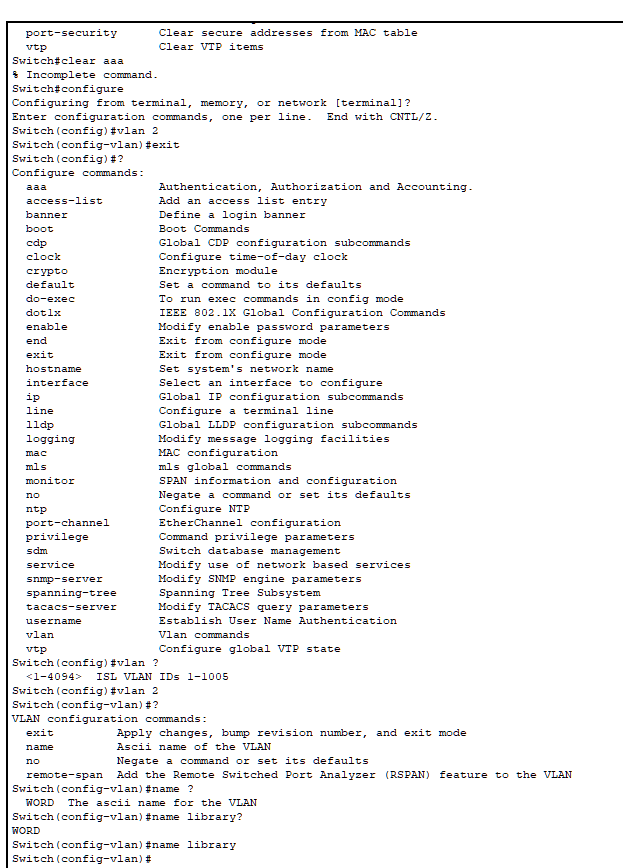 port-security Clear secure addresses from MAC table
vtp Clear VTP items
Switch#clear aaa
% Incomplete command.
Switch#configure
Configuring from terminal, memory, or network [terminal]?
Enter configuration commands, one per line. End with CNTL/Z.
Switch(config)#vlan 2
Switch(config-vlan)#exit
Switch(config)#?
Configure commands:
aaa Authentication, Authorization and Accounting.
access-list Add an access list entry
banner Define a login banner
boot Boot Commands
cdp Global CDP configuration subcommands
clock Configure time-of-day clock
crypto Encryption module
default Set a command to its defaults
do-exec To run exec commands in config mode
dot1x IEEE 802.1X Global Configuration Commands
enable Modify enable password parameters
end Exit from configure mode
exit Exit from configure mode
hostname Set system's network name
interface Select an interface to configure
ip Global IP configuration subcommands
line Configure a terminal line
lldp Global LLDP configuration subcommands
logging Modify message logging facilities
mac MAC configuration
mls mls global commands
monitor SPAN information and configuration
no Negate a command or set its defaults
ntp Configure NTP
port-channel EtherChannel configuration
privilege Command privilege parameters
sdm Switch database management
service Modify use of network based services
snmp-server Modify SNMP engine parameters
spanning-tree Spanning Tree Subsystem
tacacs-server Modify TACACS query parameters
username Establish User Name Authentication
vlan Vlan commands
vtp Configure global VTP state
Switch(config)#vlan ?
<1-4094> ISL VLAN IDs 1-1005
Switch(config)#vlan 2
Switch(config-vlan)#?
VLAN configuration commands:
exit Apply changes, bump revision number, and exit mode
name Ascii name of the VLAN
no Negate a command or set its defaults
remote-span Add the Remote Switched Port Analyzer (RSPAN) feature to the VLAN
Switch(config-vlan)#name ?
WORD The ascii name for the VLAN
Switch(config-vlan)#name library?
WORD
Switch(config-vlan)#name library
Switch(config-vlan)#